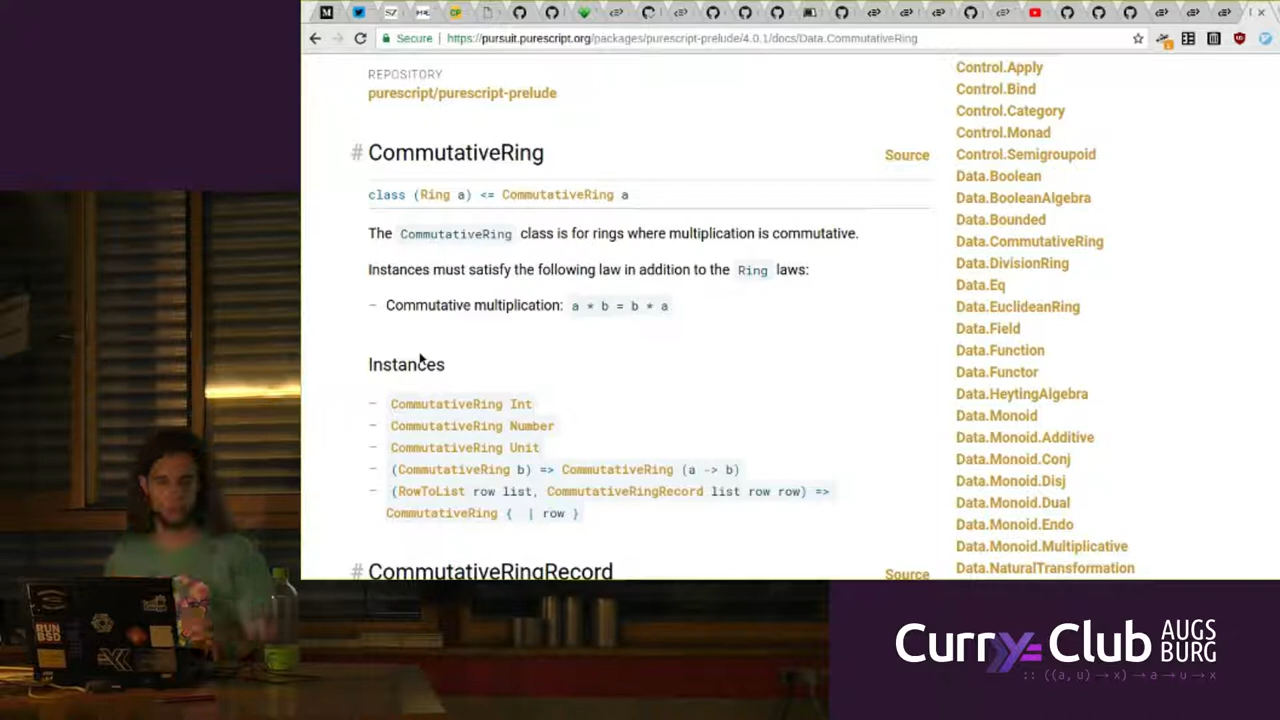 Secure
https://pursuit.purescript.org/packages/purescript-prelude/4.0.1/docs/Data.CommutativeRing
REPOSITORY
purescript/purescript-prelude
# CommutativeRing
Source
class (Ring a) <= CommutativeRing a
The CommutativeRing class is for rings where multiplication is commutative.
Instances must satisfy the following law in addition to the Ring laws:
– Commutative multiplication: a * b = b * a
Instances
– CommutativeRing Int
– CommutativeRing Number
– CommutativeRing Unit
– (CommutativeRing b) => CommutativeRing (a -> b)
– (RowToList row list, CommutativeRingRecord list row row) =>
CommutativeRing { | row }
# CommutativeRingRecord
Source
Control.Apply
Control.Bind
Control.Category
Control.Monad
Control.Semigroupoid
Data.Boolean
Data.BooleanAlgebra
Data.Bounded
Data.CommutativeRing
Data.DivisionRing
Data.Eq
Data.EuclideanRing
Data.Field
Data.Function
Data.Functor
Data.HeytingAlgebra
Data.Monoid
Data.Monoid.Additive
Data.Monoid.Conj
Data.Monoid.Disj
Data.Monoid.Dual
Data.Monoid.Endo
Data.Monoid.Multiplicative
Data.NaturalTransformation
RUN
BSD
Curry Club
AUGS
BURG
:: ((a, u) → x) → a → u → x